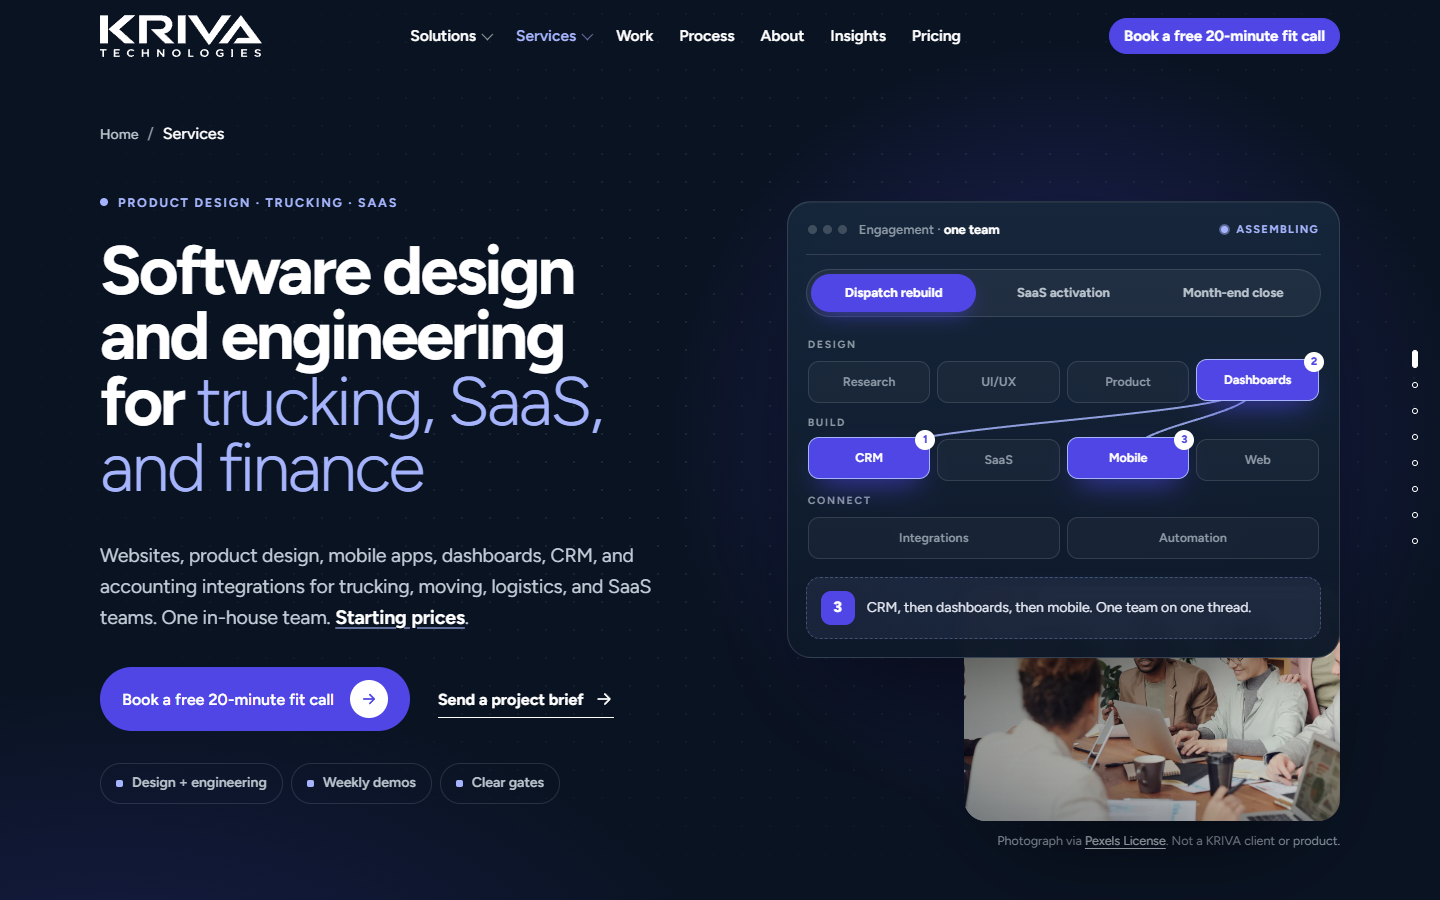 KRIVA
TECHNOLOGIES
Solutions
Services
Work
Process
About
Insights
Pricing
Book a free 20-minute fit call
Home / Services
PRODUCT DESIGN · TRUCKING · SAAS
Software design
and engineering
for trucking, SaaS,
and finance
Websites, product design, mobile apps, dashboards, CRM, and
accounting integrations for trucking, moving, logistics, and SaaS
teams. One in-house team. Starting prices.
Book a free 20-minute fit call
Send a project brief
Design + engineering
Weekly demos
Clear gates
Engagement · one team
ASSEMBLING
Dispatch rebuild
SaaS activation
Month-end close
DESIGN
Research
UI/UX
Product
Dashboards
2
BUILD
CRM
1
SaaS
Mobile
3
Web
CONNECT
Integrations
Automation
3
CRM, then dashboards, then mobile. One team on one thread.
Photograph via Pexels License. Not a KRIVA client or product.